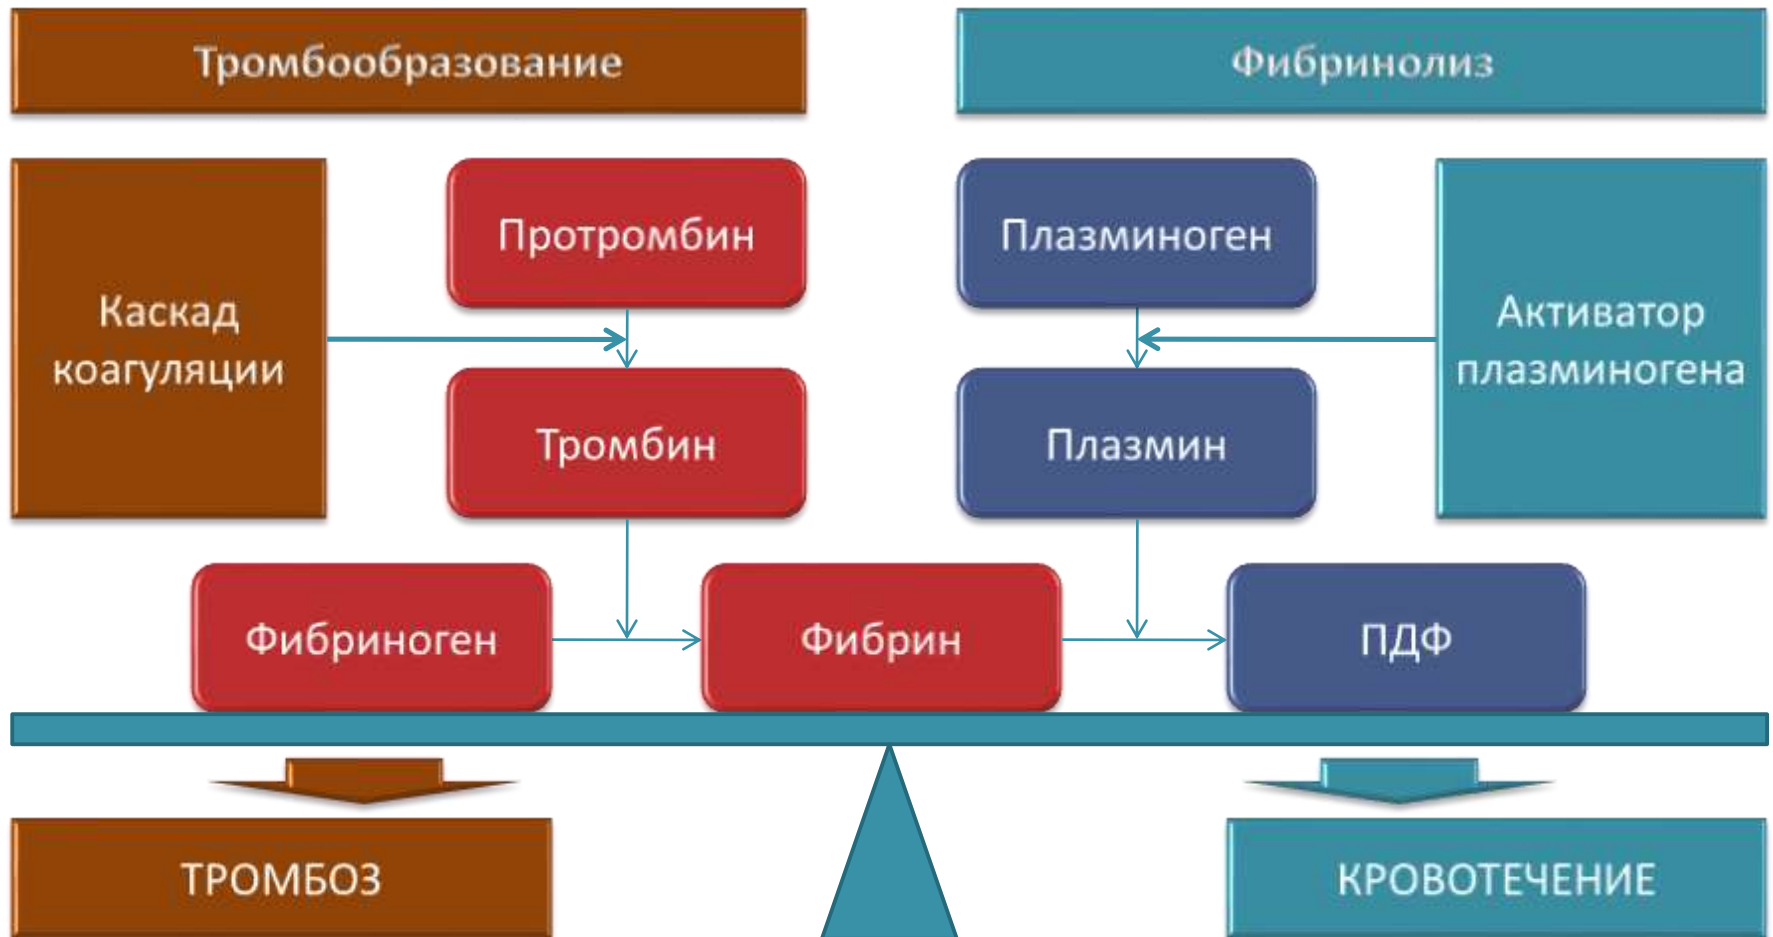 Тромбообразование
Фибринолиз
Каскад
коагуляции
Протромбин
Плазминоген
Активатор
плазминогена
Тромбин
Плазмин
Фибриноген
Фибрин
ПДФ
ТРОМБОЗ
КРОВОТЕЧЕНИЕ